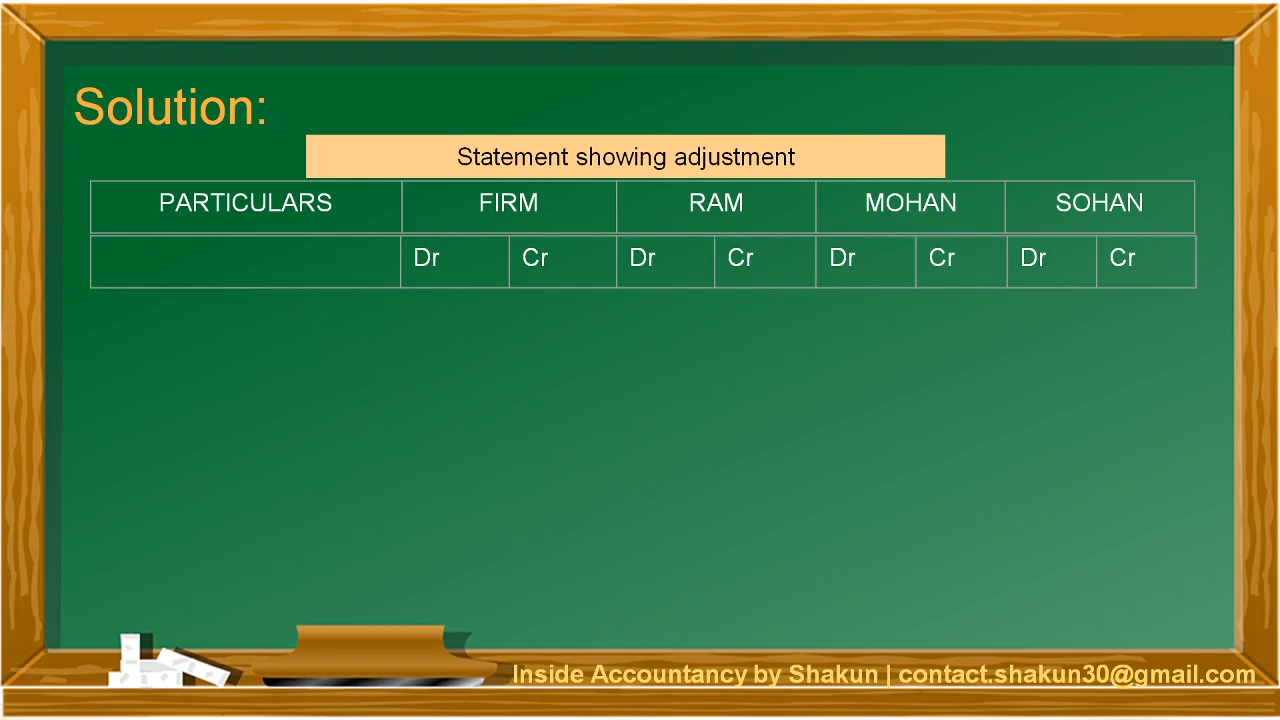 Solution:
Statement showing adjustment
PARTICULARS FIRM RAM MOHAN SOHAN
Dr Cr Dr Cr Dr Cr Dr Cr
Inside Accountancy by Shakun | contact.shakun30@gmail.com